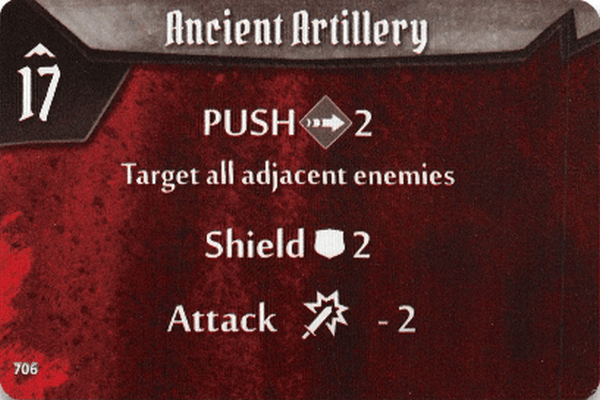 Ancient Artillery
17
PUSH 2
Target all adjacent enemies
Shield 2
Attack - 2
706